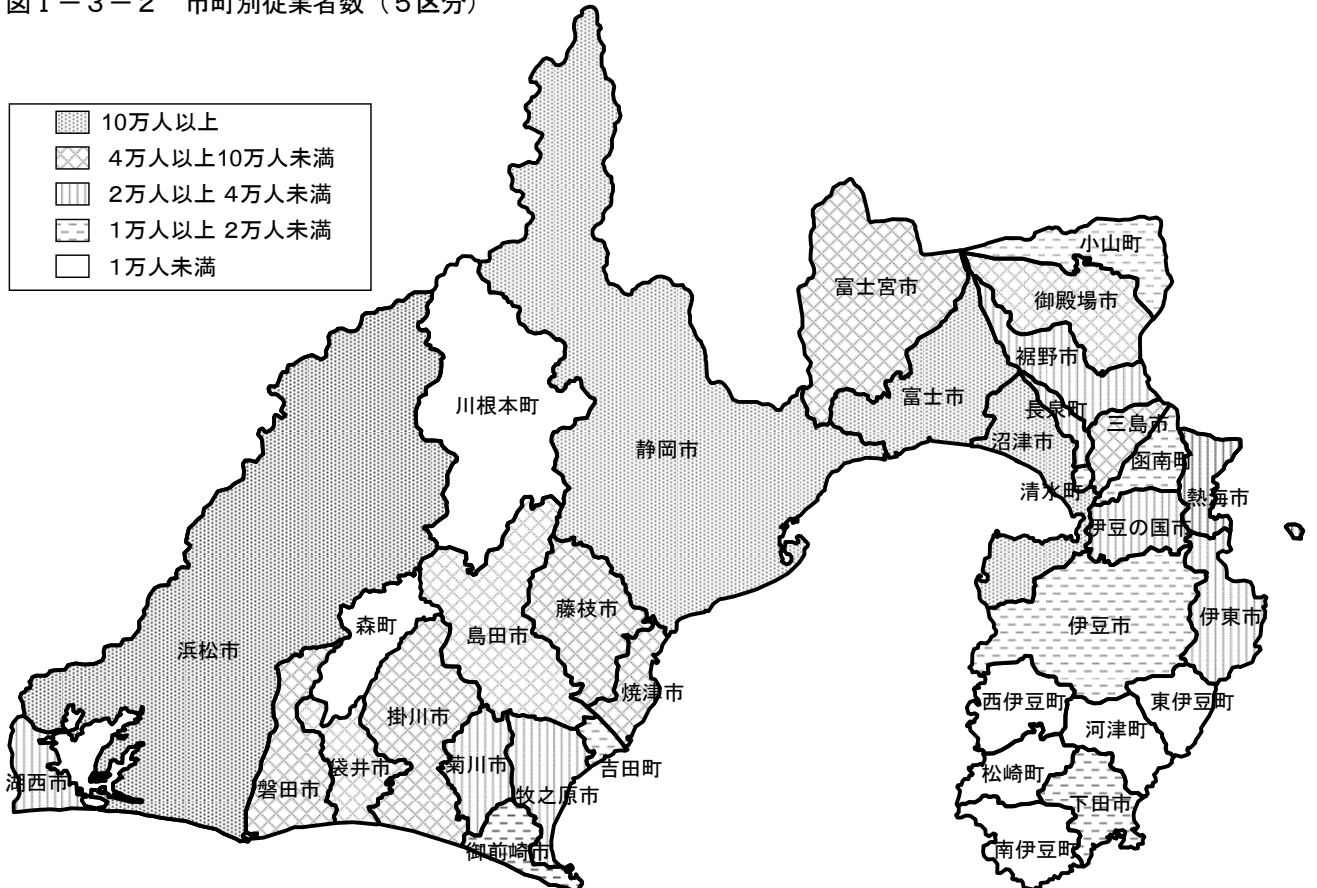 図Ⅰ－３－２　市町別従業者数（５区分）
10万人以上
４万人以上10万人未満
２万人以上 ４万人未満
１万人以上 ２万人未満
１万人未満
小山町
富士宮市
御殿場市
裾野市
川根本町
富士市
長泉町
三島市
静岡市
沼津市
函南町
清水町
熱海市
伊豆の国市
藤枝市
森町
島田市
伊豆市
伊東市
浜松市
焼津市
西伊豆町
東伊豆町
掛川市
河津町
湖西市
袋井市
菊川市
吉田町
松崎町
磐田市
牧之原市
下田市
御前崎市
南伊豆町